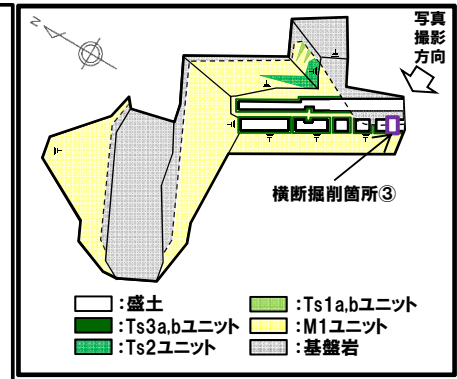 写真
撮影
方向
N
横断掘削箇所③
:盛土
:Ts1a,bユニット
:Ts3a,bユニット
:M1ユニット
:Ts2ユニット
:基盤岩